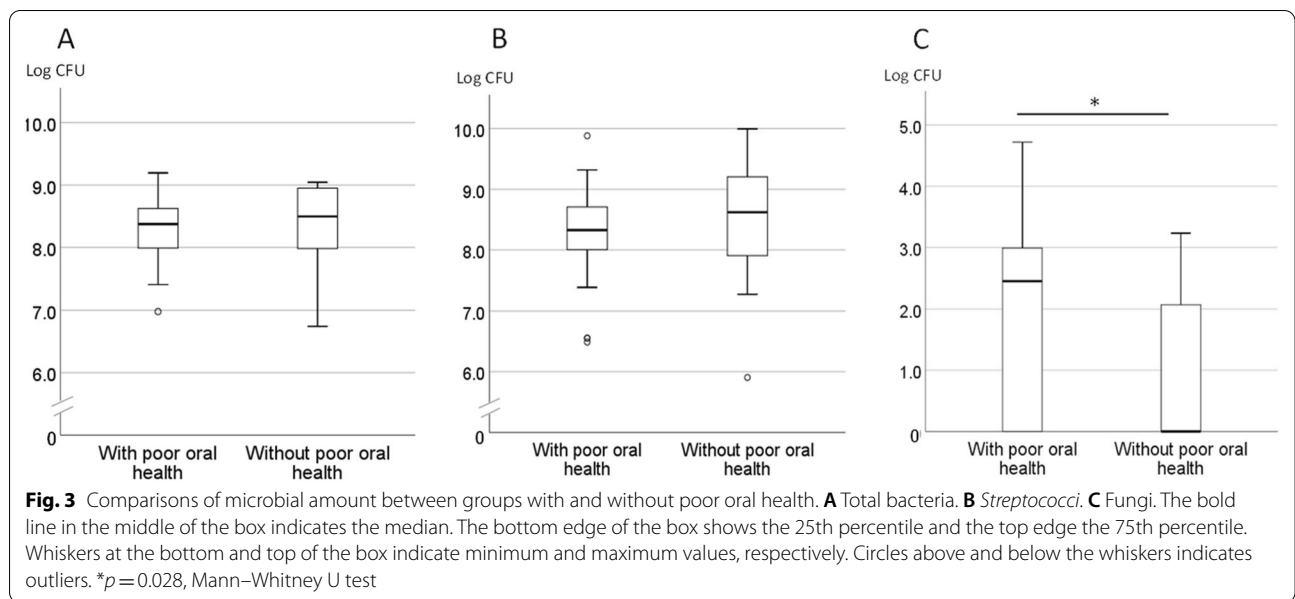 A
Log CFU
10.0
9.0
8.0
7.0
6.0
0
With poor oral
health
Without poor oral
health
B
Log CFU
10.0
9.0
8.0
7.0
6.0
0
With poor oral
health
Without poor oral
health
C
Log CFU
*
5.0
4.0
3.0
2.0
1.0
0
With poor oral
health
Without poor oral
health
Fig. 3 Comparisons of microbial amount between groups with and without poor oral health. A Total bacteria. B Streptococci. C Fungi. The bold
line in the middle of the box indicates the median. The bottom edge of the box shows the 25th percentile and the top edge the 75th percentile.
Whiskers at the bottom and top of the box indicate minimum and maximum values, respectively. Circles above and below the whiskers indicates
outliers. *p = 0.028, Mann–Whitney U test